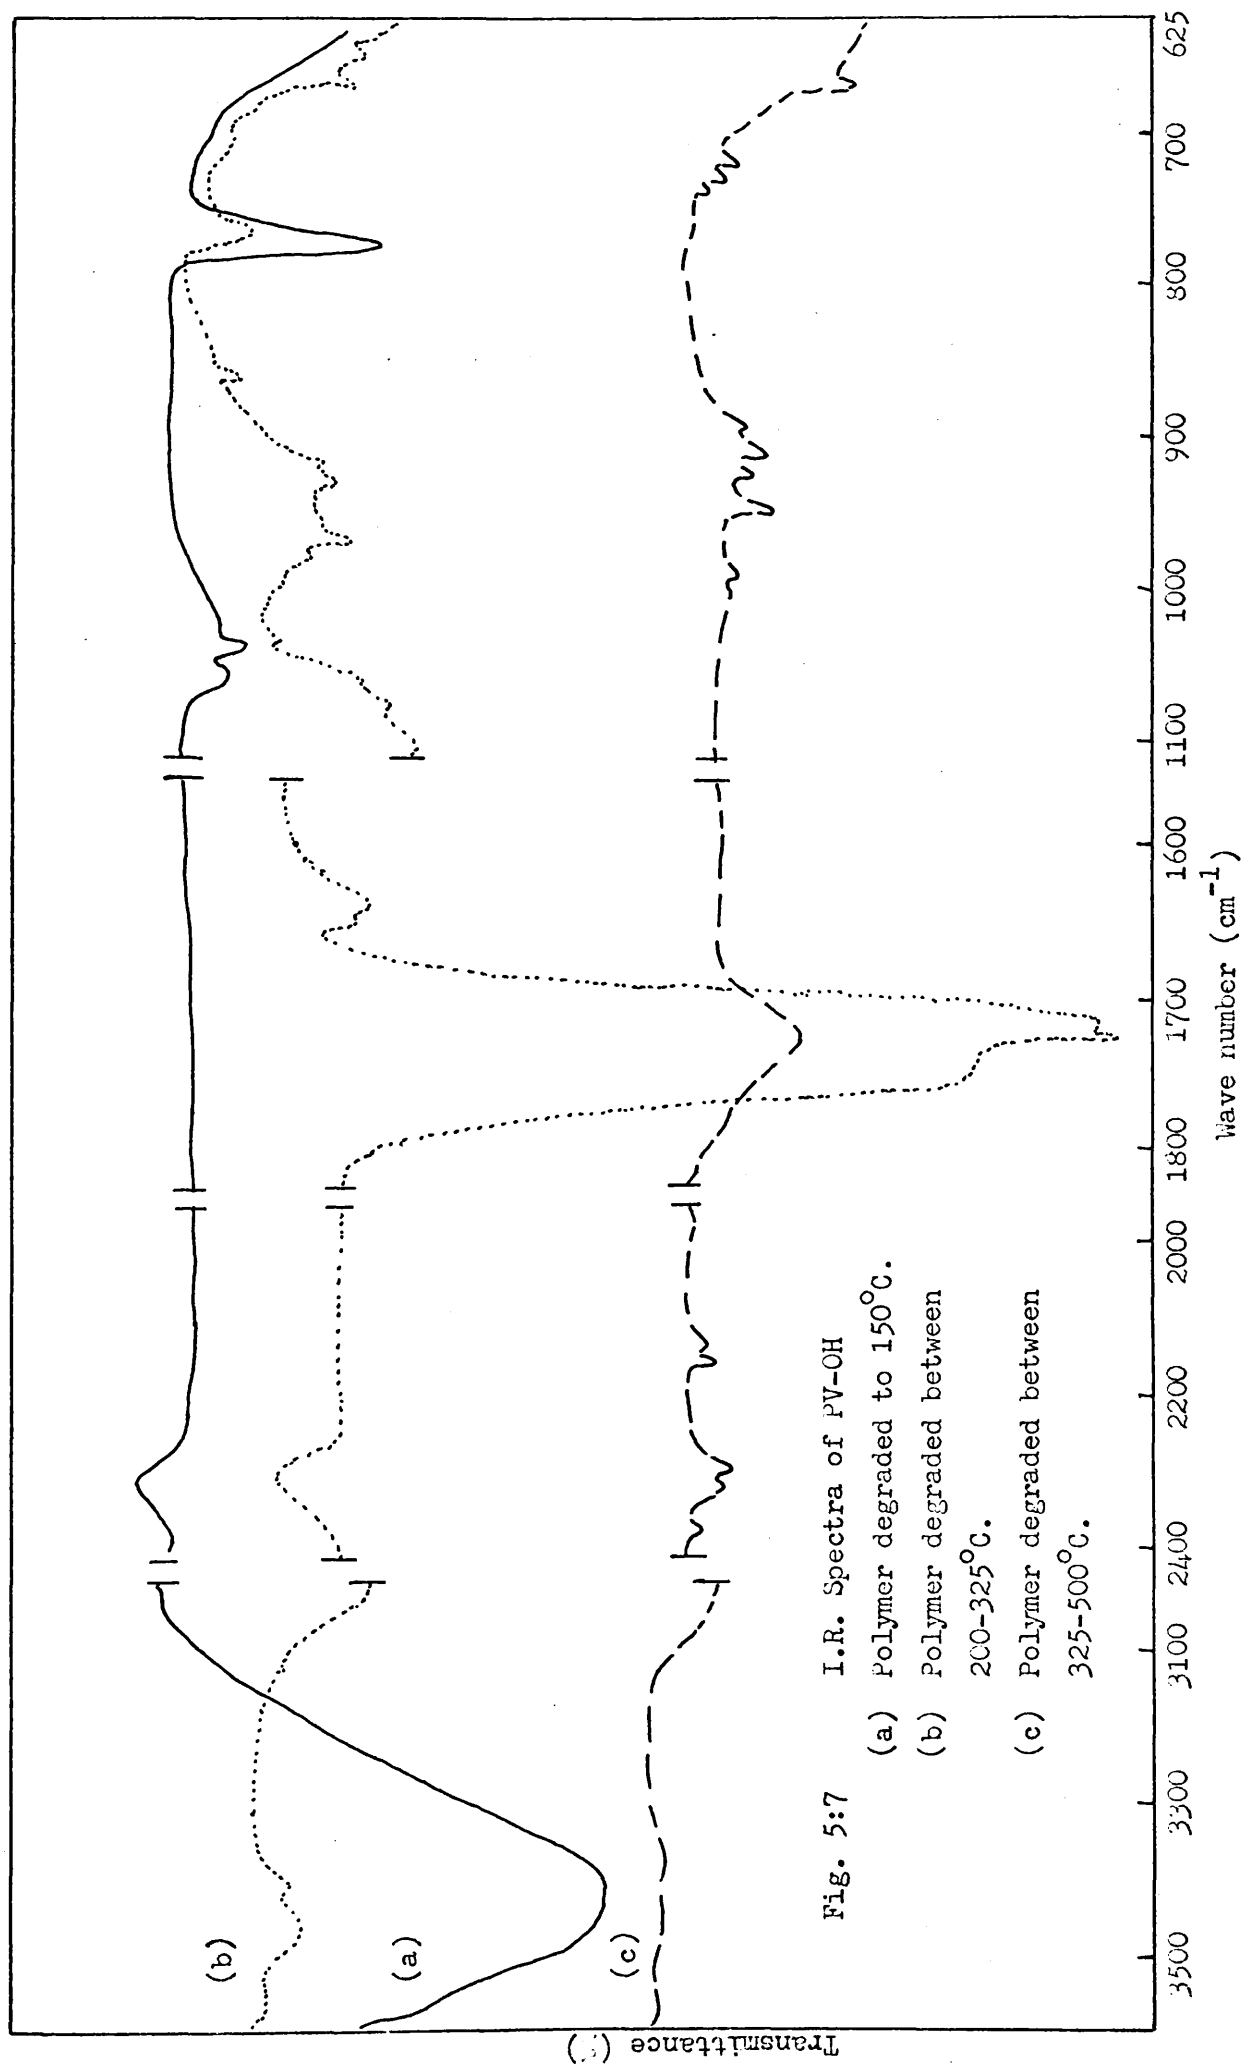 (b)
(a)
(c)
Fig. 5:7 I.R. Spectra of PV-OH
(a) Polymer degraded to 150°C.
(b) Polymer degraded between
200-325°C.
(c) Polymer degraded between
325-500°C.
Transmittance
3500 3300 3100 2400 2200 2000 1800 1700 1600 1100 1000 900 800 700 625
Wave number (cm⁻¹)